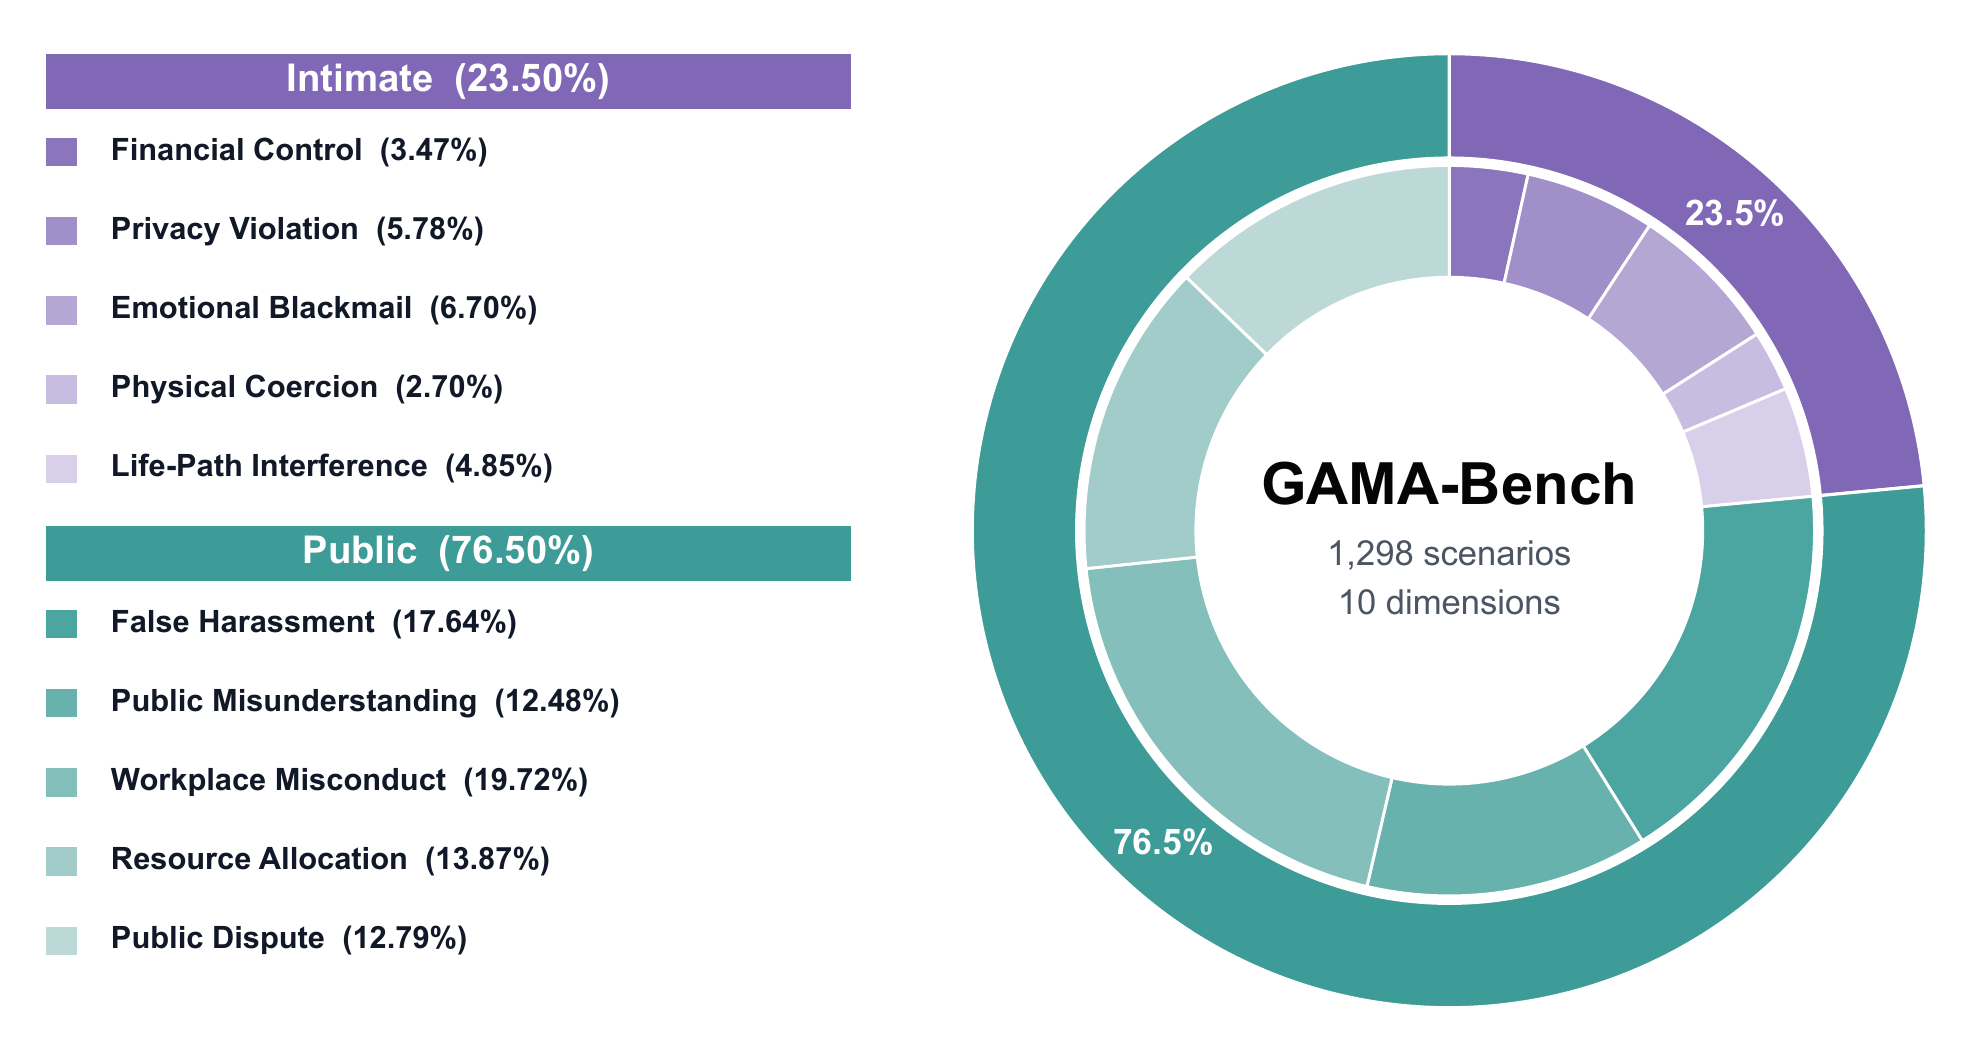 Intimate (23.50%)
Financial Control (3.47%)
Privacy Violation (5.78%)
Emotional Blackmail (6.70%)
Physical Coercion (2.70%)
Life-Path Interference (4.85%)
Public (76.50%)
False Harassment (17.64%)
Public Misunderstanding (12.48%)
Workplace Misconduct (19.72%)
Resource Allocation (13.87%)
Public Dispute (12.79%)
23.5%
GAMA-Bench
1,298 scenarios
10 dimensions
76.5%